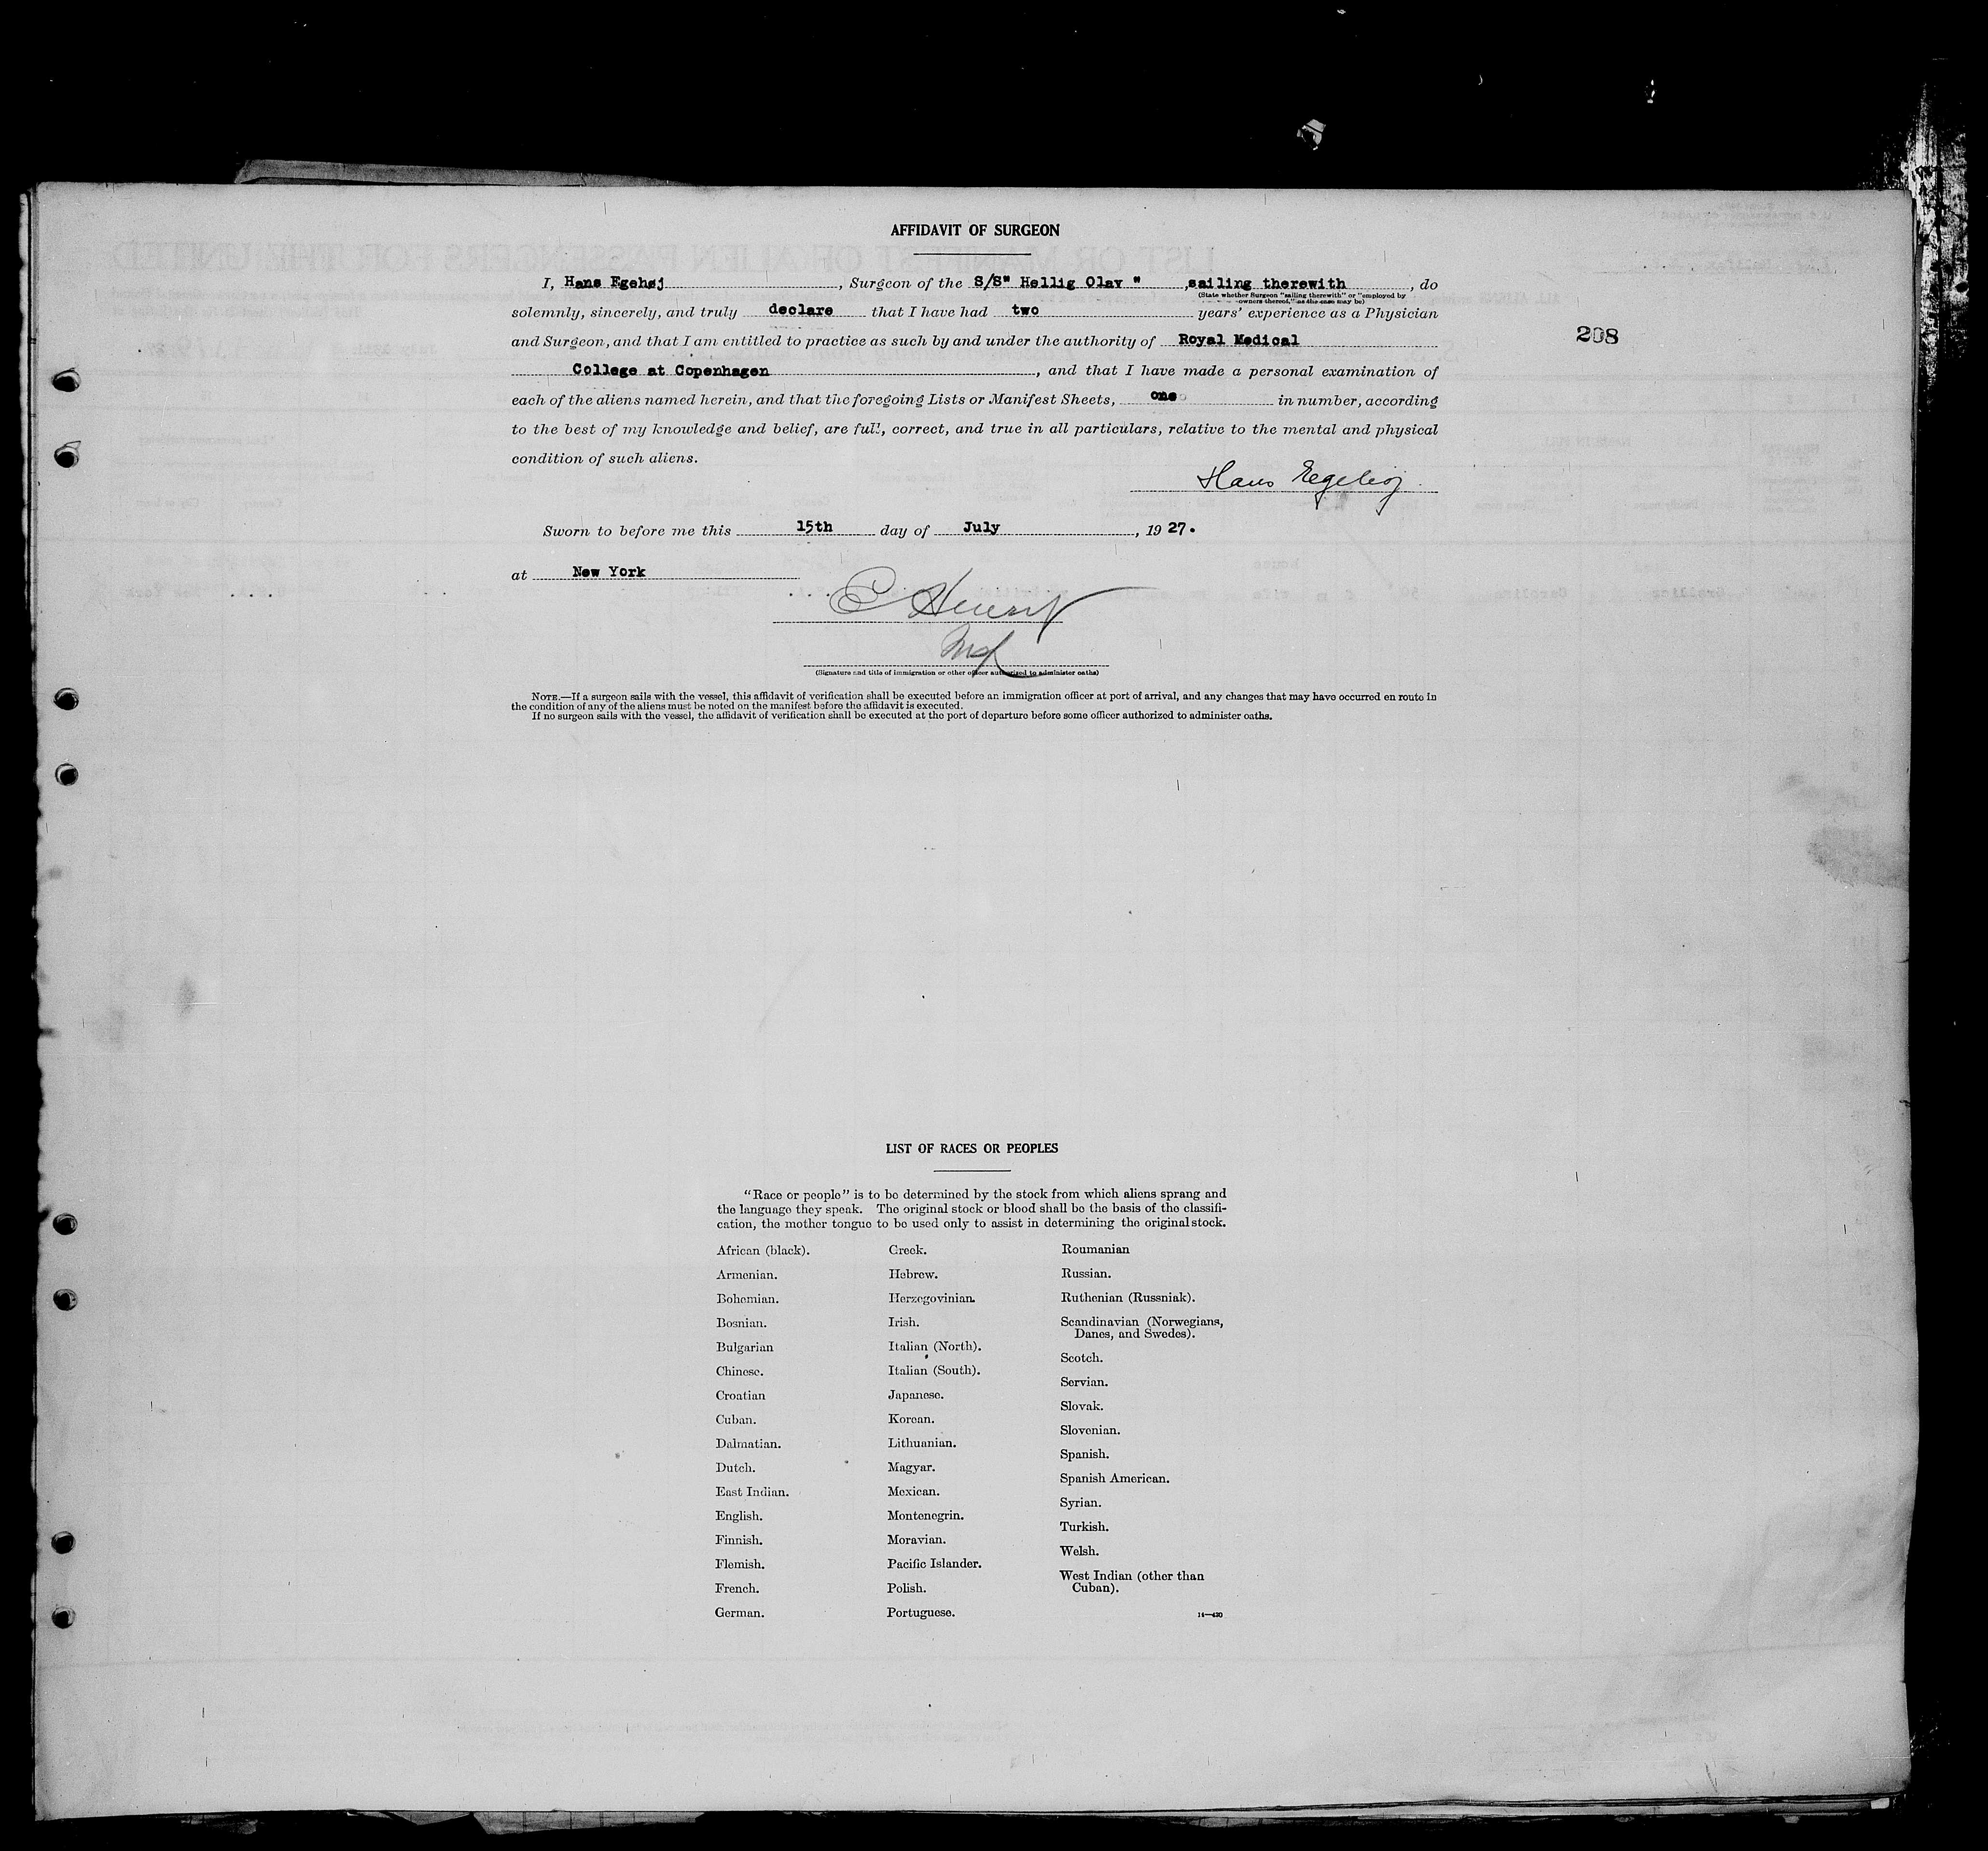 AFFIDAVIT OF SURGEON
I, Hans Egehøj, Surgeon of the S/S" Hellig Olav ", sailing therewith, do
(State whether Surgeon "sailing therewith" or "employed by
owners thereof," as the case may be)
solemnly, sincerely, and truly declare that I have had two years' experience as a Physician
and Surgeon, and that I am entitled to practice as such by and under the authority of Royal Medical
208
College at Copenhagen, and that I have made a personal examination of
each of the aliens named herein, and that the foregoing Lists or Manifest Sheets, one in number, according
to the best of my knowledge and belief, are full, correct, and true in all particulars, relative to the mental and physical
condition of such aliens.
Hans Egehøj
Sworn to before me this 15th day of July, 1927.
at New York
Insp
(Signature and title of immigration or other officer authorized to administer oaths)
NOTE.—If a surgeon sails with the vessel, this affidavit of verification shall be executed before an immigration officer at port of arrival, and any changes that may have occurred en route in
the condition of any of the aliens must be noted on the manifest before the affidavit is executed.
If no surgeon sails with the vessel, the affidavit of verification shall be executed at the port of departure before some officer authorized to administer oaths.
LIST OF RACES OR PEOPLES
"Race or people" is to be determined by the stock from which aliens sprang and
the language they speak. The original stock or blood shall be the basis of the classifi-
cation, the mother tongue to be used only to assist in determining the original stock.
African (black).
Armenian.
Bohemian.
Bosnian.
Bulgarian
Chinese.
Croatian
Cuban.
Dalmatian.
Dutch.
East Indian.
English.
Finnish.
Flemish.
French.
German.
Greek.
Hebrew.
Herzegovinian.
Irish.
Italian (North).
Italian (South).
Japanese.
Korean.
Lithuanian.
Magyar.
Mexican.
Montenegrin.
Moravian.
Pacific Islander.
Polish.
Portuguese.
Roumanian
Russian.
Ruthenian (Russniak).
Scandinavian (Norwegians,
Danes, and Swedes).
Scotch.
Servian.
Slovak.
Slovenian.
Spanish.
Spanish American.
Syrian.
Turkish.
Welsh.
West Indian (other than
Cuban).
14—430